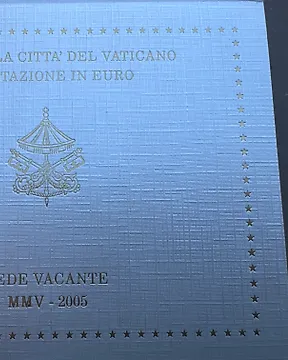 LA CITTA' DEL VATICANO
TAZIONE IN EURO
EDE VACANTE
MMV - 2005